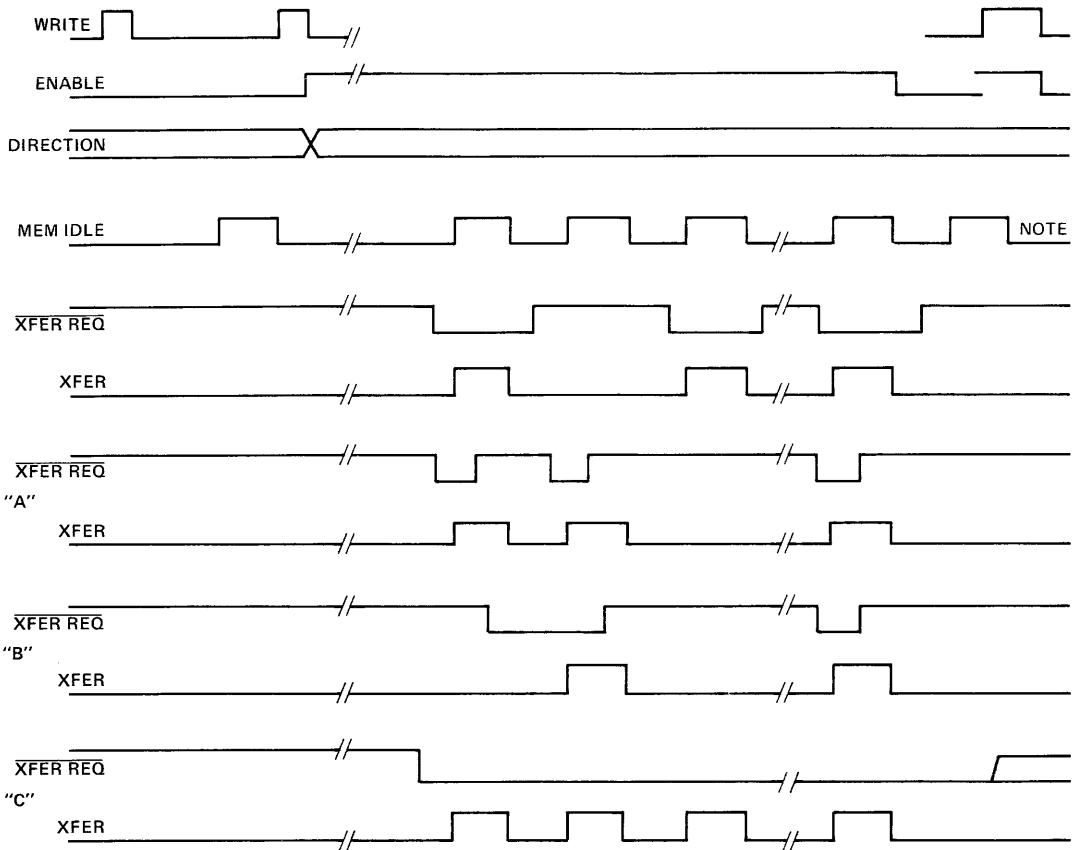 WRITE
ENABLE
DIRECTION
MEM IDLE
NOTE
XFER REQ
XFER
XFER REQ
"A"
XFER
XFER REQ
"B"
XFER
XFER REQ
"C"
XFER